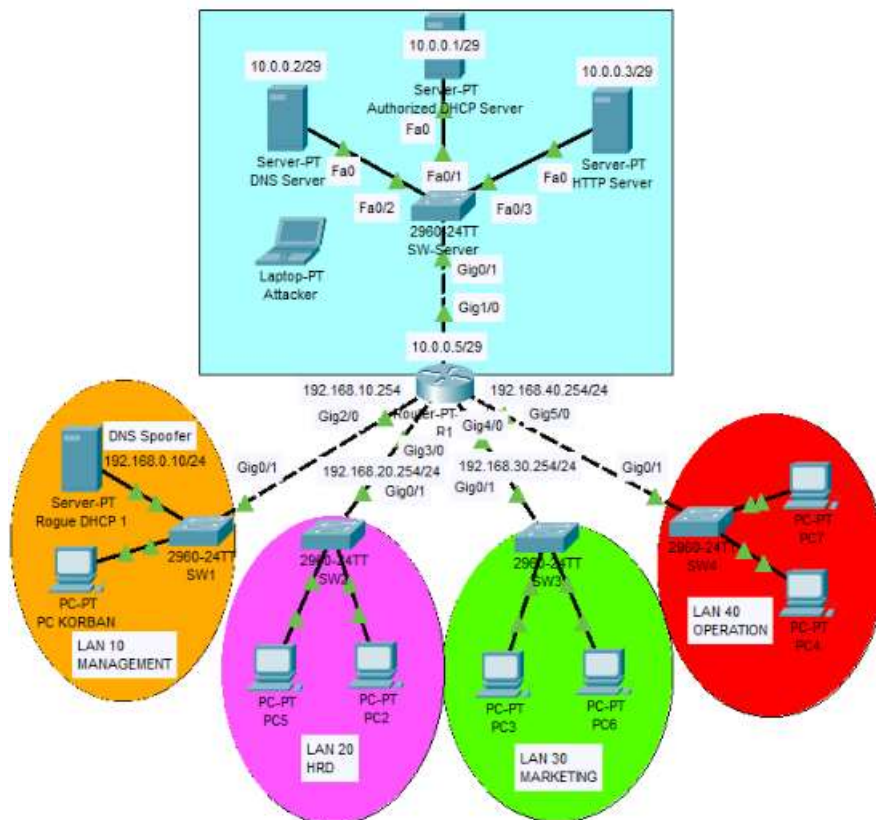 10.0.0.1/29
10.0.0.2/29
10.0.0.3/29
Server-PT
Authorized DHCP Server
Fa0
Server-PT
DNS Server
Fa0
Fa0/1
Fa0
Server-PT
HTTP Server
Fa0/2
Fa0/3
2960-24TT
SW-Server
Laptop-PT
Attacker
Gig0/1
Gig1/0
10.0.0.5/29
192.168.10.254
192.168.40.254/24
Router-PT
R1
Gig2/0
Gig3/0
Gig4/0
Gig5/0
DNS Spoofer
192.168.0.10/24
Server-PT
Rogue DHCP 1
Gig0/1
192.168.20.254/24
Gig0/1
192.168.30.254/24
Gig0/1
Gig0/1
2960-24TT
SW1
PC-PT
PC KORBAN
LAN 10
MANAGEMENT
2960-24TT
SW2
PC-PT
PC5
PC-PT
PC2
LAN 20
HRD
2960-24TT
SW3
PC-PT
PC3
PC-PT
PC6
LAN 30
MARKETING
2960-24TT
SW4
PC-PT
PC7
PC-PT
PC4
LAN 40
OPERATION